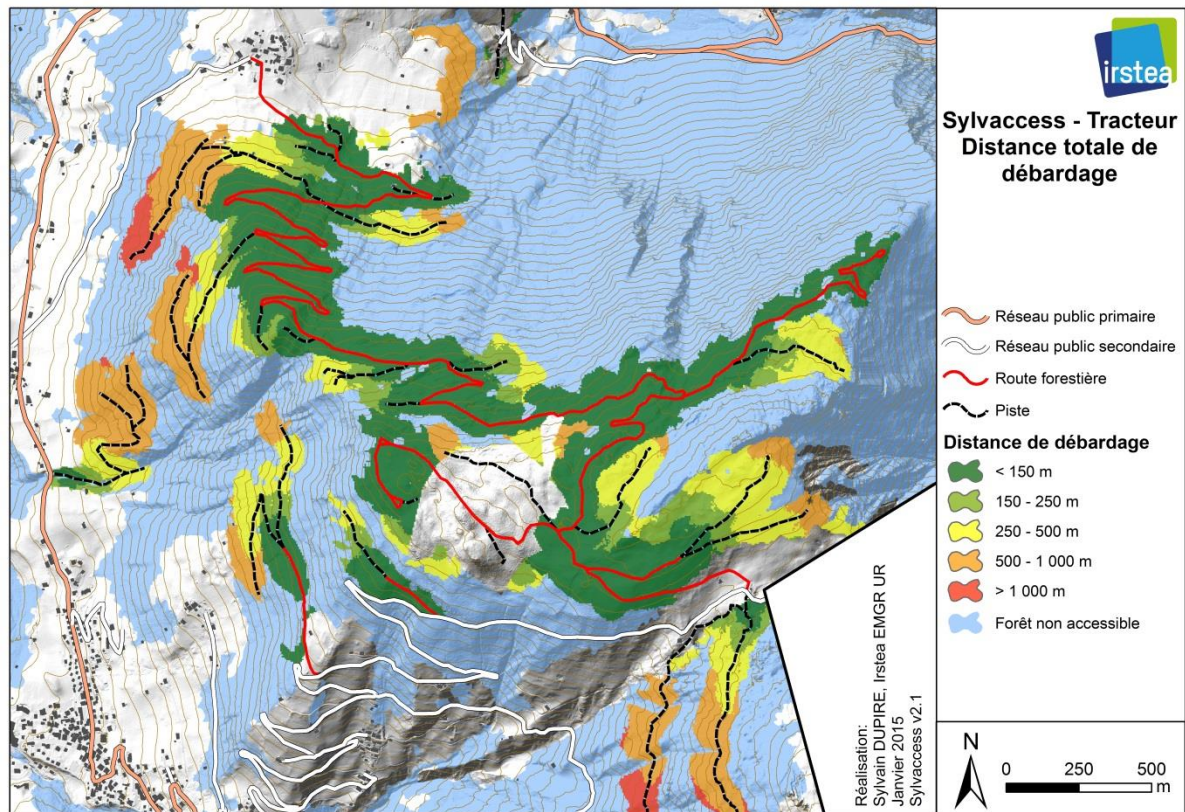 irstea
Sylvaccess - Tracteur
Distance totale de
débardage
Réseau public primaire
Réseau public secondaire
Route forestière
Piste
Distance de débardage
< 150 m
150 - 250 m
250 - 500 m
500 - 1 000 m
> 1 000 m
Forêt non accessible
Réalisation:
Sylvain DUPIRE, Irstea EMGR UR
Janvier 2015
Sylvaccess v2.1
N
0 250 500
m